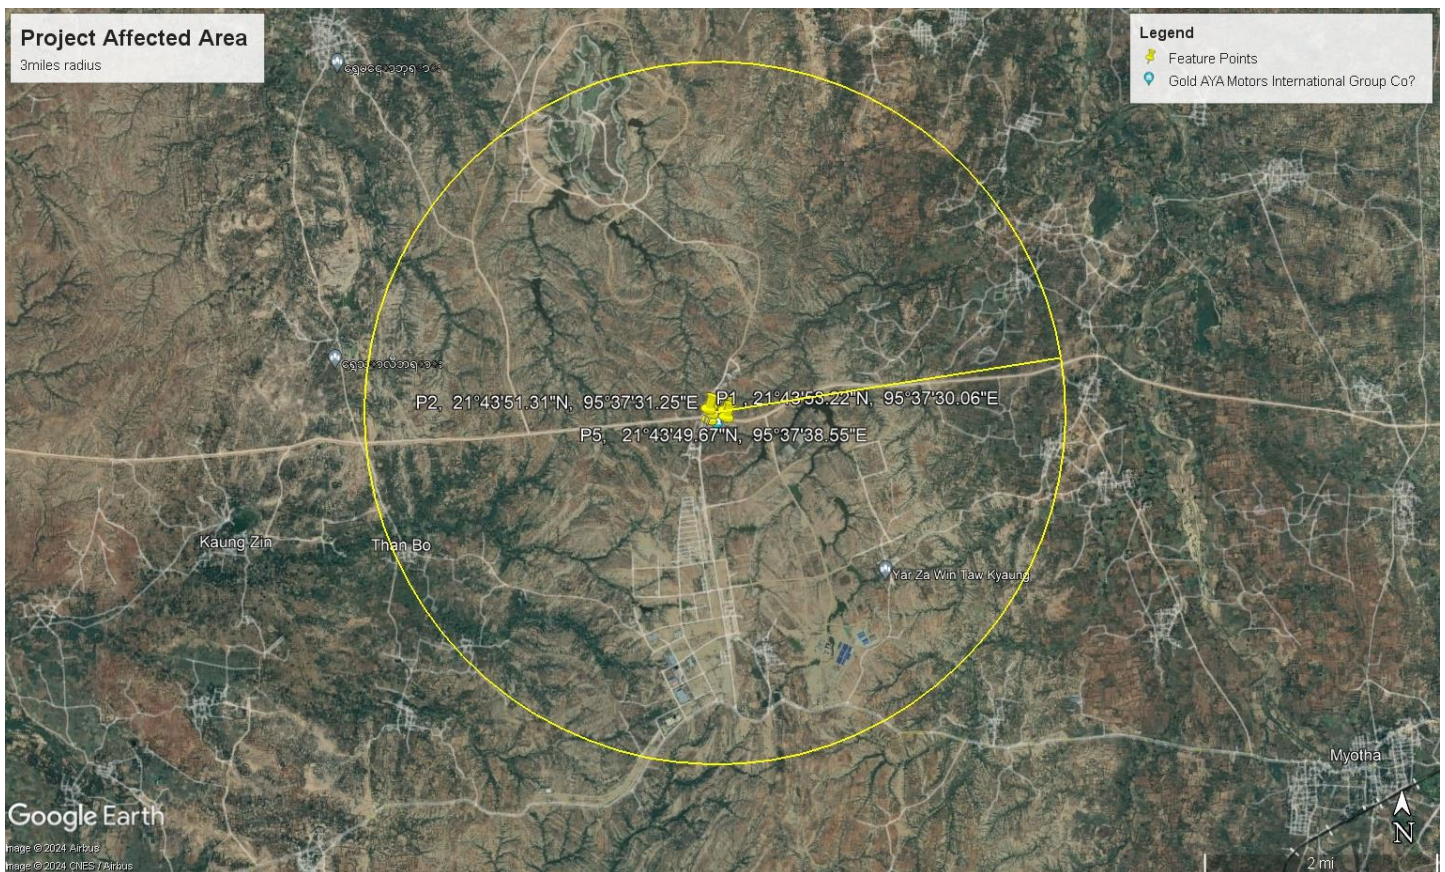 Project Affected Area
3miles radius
Legend
Feature Points
Gold AYA Motors International Group Co?
P2, 21°43'51.31"N, 95°37'31.25"E
P1, 21°43'53.22"N, 95°37'30.06"E
P5, 21°43'49.67"N, 95°37'38.55"E
Kaung Zin
Than Bo
Yar Za Win Taw Kyaung
Myotha
Google Earth
Image © 2024 Airbus
Image © 2024 CNES / Airbus
N
2 mi